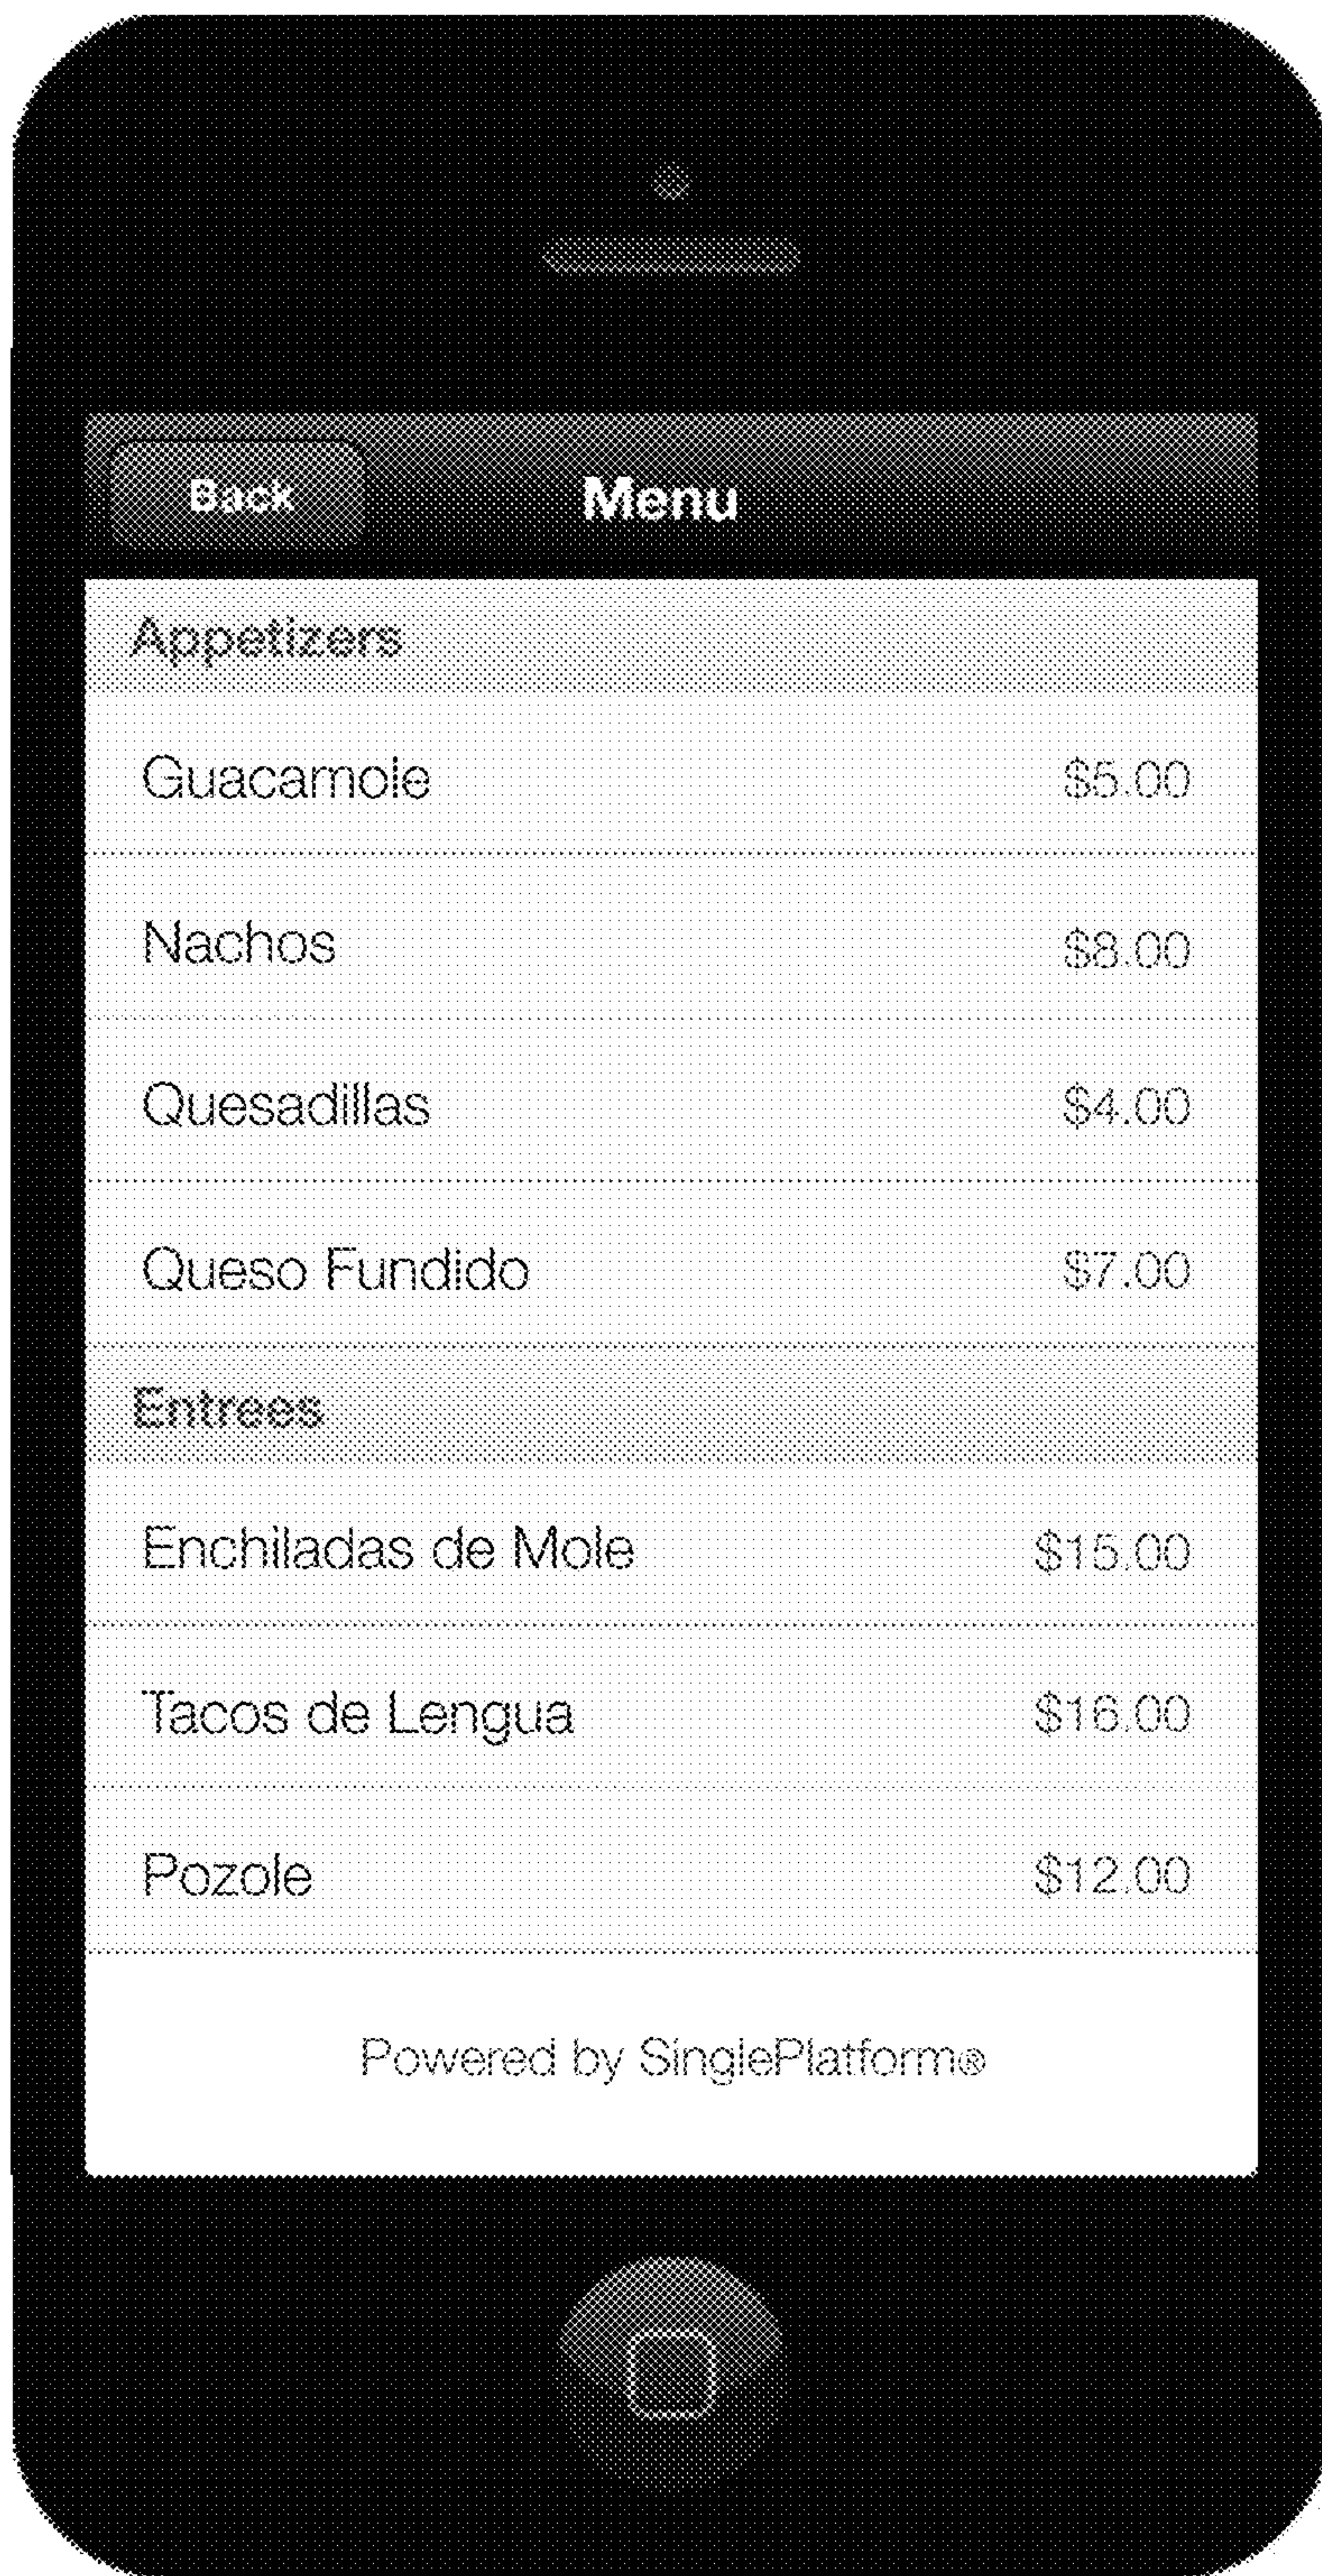 Back Menu
Appetizers
Guacamole $5.00
Nachos $8.00
Quesadillas $4.00
Queso Fundido $7.00
Entrees
Enchiladas de Mole $15.00
Tacos de Lengua $16.00
Pozole $12.00
Powered by SinglePlatform®